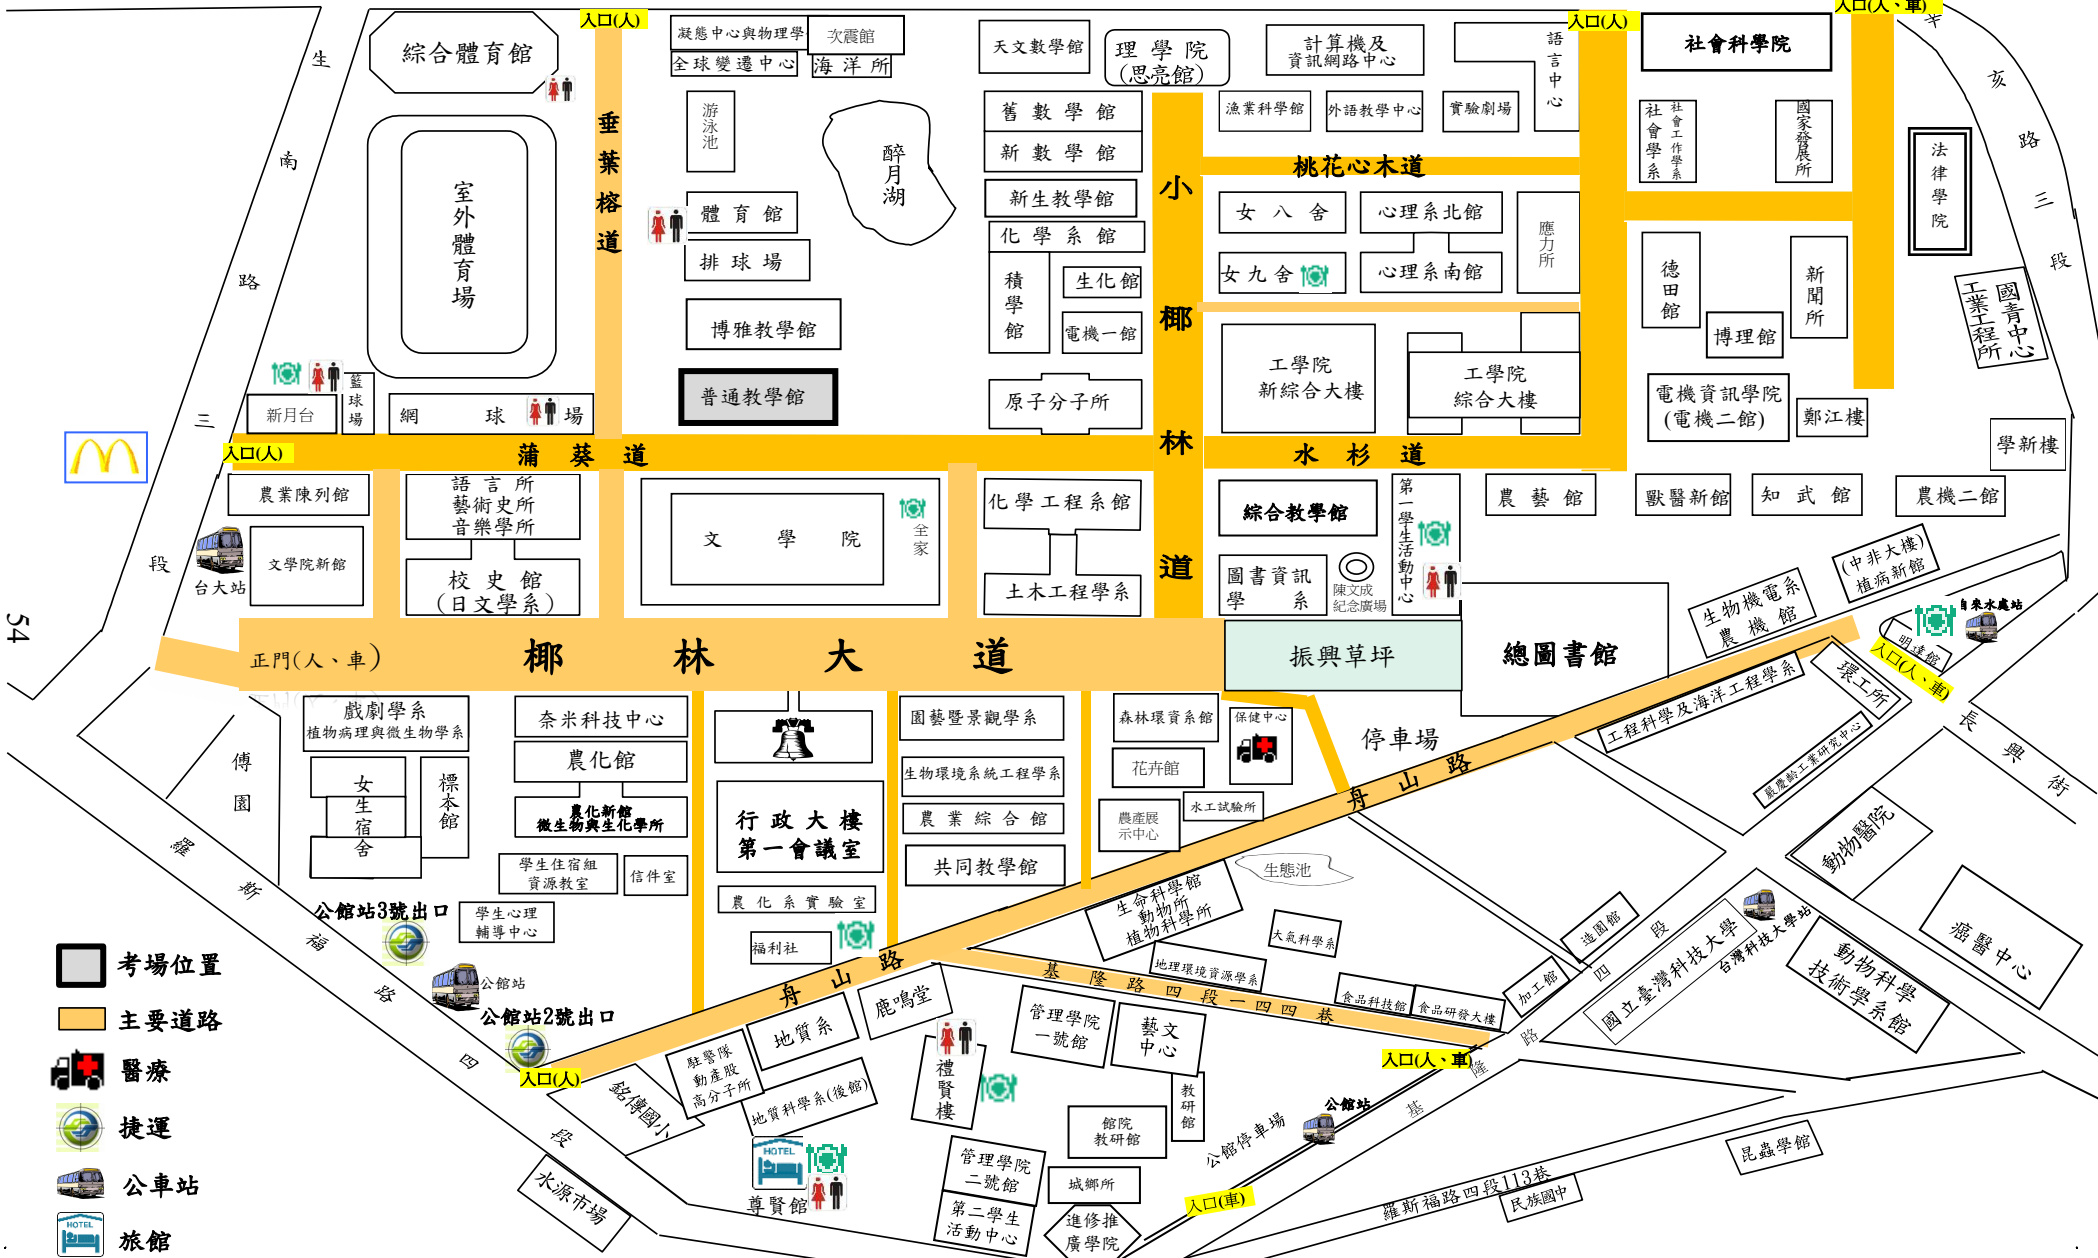 入口(人)
入口(人)
入口(人、車)
綜合體育館
凝態中心與物理學
次震館
全球變遷中心
海洋所
天文數學館
理學院
(思亮館)
計算機及
資訊網路中心
語言中心
社會科學院
辛
亥
路
三
段
生
南
路
三
段
垂葉榕道
游泳池
醉月湖
舊數學館
新數學館
新生教學館
化學系館
積學館
生化館
電機一館
小椰林道
漁業科學館
外語教學中心
實驗劇場
桃花心木道
社會學系
社會工作學系
國家發展所
法律學院
室外體育場
體育館
排球場
博雅教學館
普通教學館
女八舍
心理系北館
女九舍
心理系南館
應力所
德田館
新聞所
博理館
國青中心
工業工程所
工學院
新綜合大樓
工學院
綜合大樓
電機資訊學院
(電機二館)
鄭江樓
學新樓
原子分子所
新月台
籃球場
網球場
入口(人)
蒲葵道
水杉道
農業陳列館
語言所
藝術史所
音樂學所
文學院
全家
化學工程系館
綜合教學館
第一學生活動中心
農藝館
獸醫新館
知武館
農機二館
台大站
文學院新館
校史館
(日文學系)
土木工程學系
圖書資訊
學系
陳文成
紀念廣場
生物機電系
農機館
(中非大樓)
植病新館
自來水處站
明達館
入口(人、車)
54
正門(人、車)
椰林大道
振興草坪
總圖書館
工程科學及海洋工程學系
環工所
嚴慶齡工業研究中心
長
興
街
戲劇學系
植物病理與微生物學系
奈米科技中心
園藝暨景觀學系
森林環資系館
保健中心
停車場
傅園
女生宿舍
標本館
農化館
農化新館
微生物與生化學所
生物環境系統工程學系
花卉館
行政大樓
第一會議室
農業綜合館
農產展
示中心
水工試驗所
舟山路
動物醫院
學生住宿組
資源教室
信件室
共同教學館
生態池
羅
斯
福
路
四
段
公館站3號出口
學生心理
輔導中心
農化系實驗室
福利社
生命科學館
動物所
植物科學所
大氣科學系
造園館
國立臺灣科技大學
台灣科技大學站
癌醫中心
考場位置
公館站
舟山路
地理環境資源學系
基隆路四段一四四巷
食品科技館
食品研發大樓
加工館
動物科學
技術學系館
主要道路
公館站2號出口
入口(人)
地質系
鹿鳴堂
管理學院
一號館
藝文
中心
入口(人、車)
基
隆
路
四
段
醫療
駐警隊
動產股
高分子所
銘傳國小
地質科學系(後館)
禮賢樓
教研館
公館停車場
公館站
捷運
館院
教研館
昆蟲學館
水源市場
尊賢館
HOTEL
管理學院
二號館
城鄉所
入口(車)
羅斯福路四段113巷
民族國中
公車站
第二學生
活動中心
進修推
廣學院
HOTEL
旅館